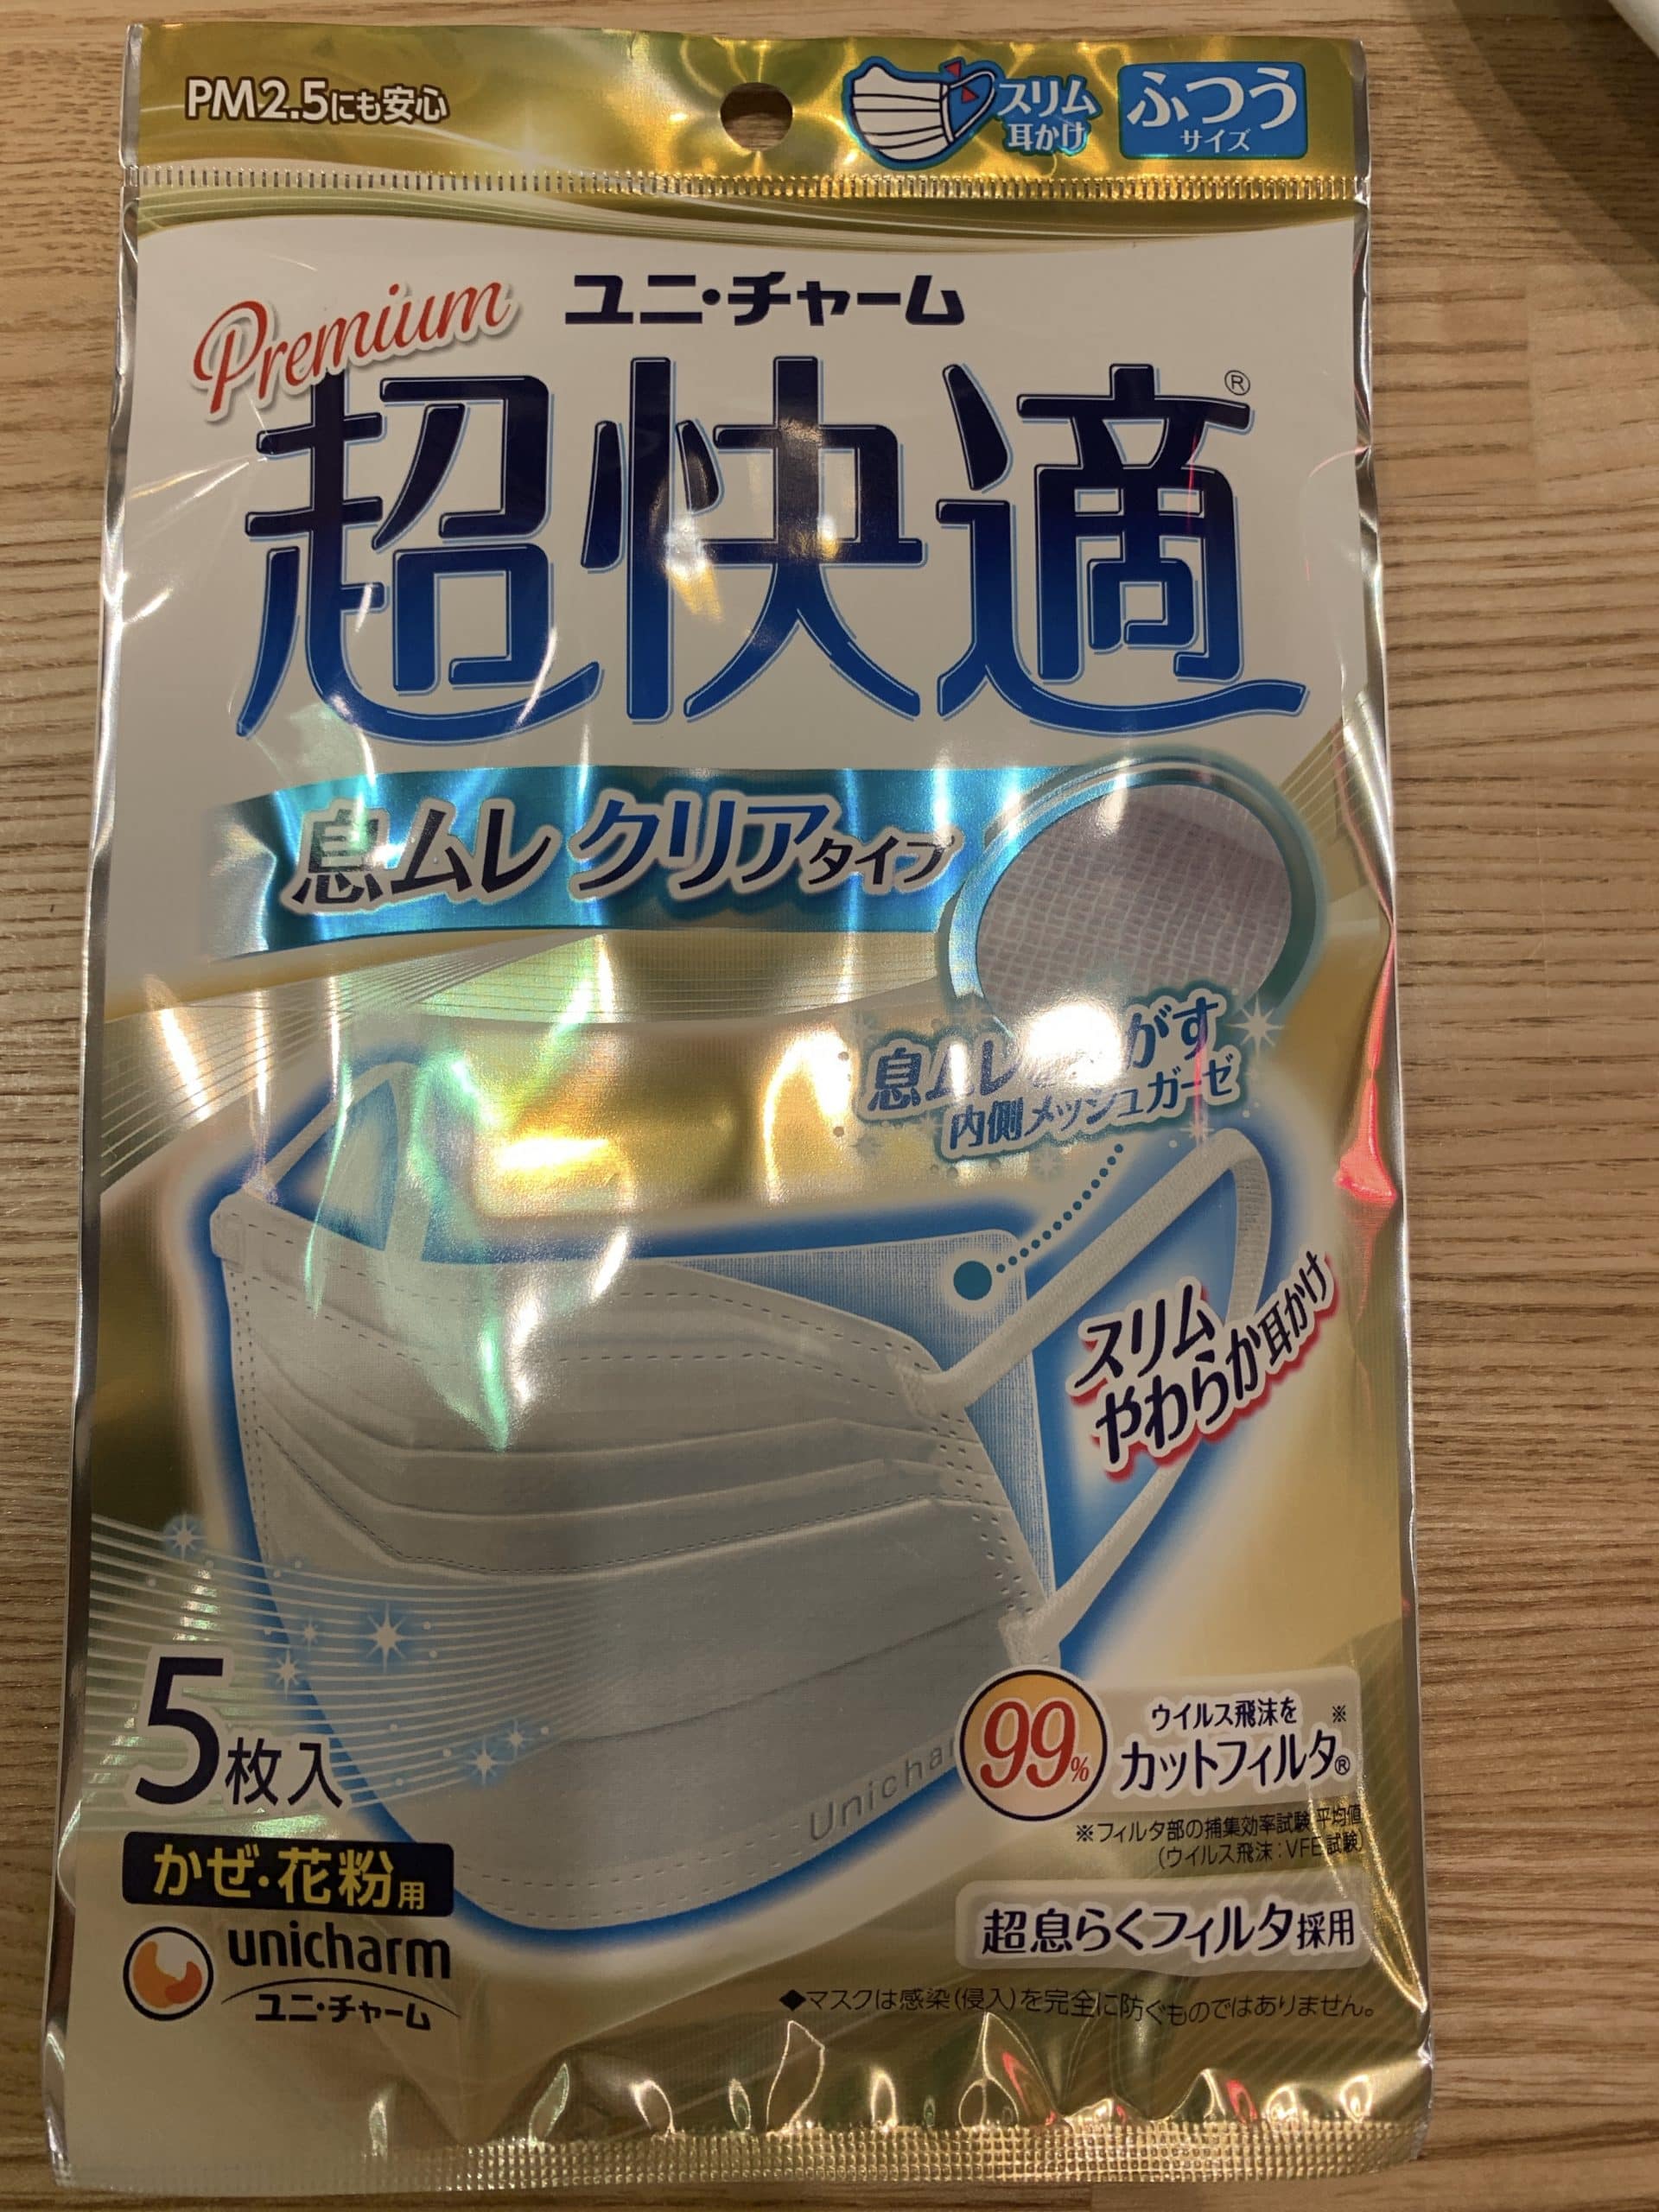 PM2.5にも安心
スリム
耳かけ
ふつう
サイズ
Premium
ユニ・チャーム
超快適®
息ムレクリアタイプ
息ムレ がす
内側メッシュガーゼ
スリム
やわらか耳かけ
5枚入
99%
ウイルス飛沫を※
カットフィルタ®
※フィルタ部の捕集効率試験 平均値
(ウイルス飛沫：VFE試験)
かぜ・花粉用
超息らくフィルタ採用
unicharm
ユニ・チャーム
◆マスクは感染(侵入)を完全に防ぐものではありません。